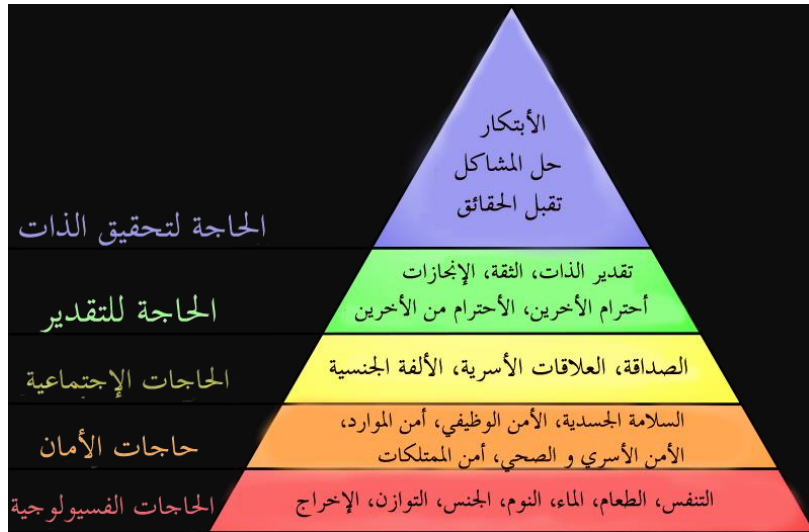 الأبتكار
حل المشاكل
تقبل الحقائق
الحاجة لتحقيق الذات
تقدير الذات، الثقة، الإنجازات
أحترام الأخرين، الأحترام من الأخرين
الحاجة للتقدير
الصداقة، العلاقات الأسرية، الألفة الجنسية
الحاجات الإجتماعية
السلامة الجسدية، الأمن الوظيفي، أمن الموارد،
الأمن الأسري و الصحي، أمن الممتلكات
حاجات الأمان
التنفس، الطعام، الماء، النوم، الجنس، التوازن، الإخراج
الحاجات الفسيولوجية